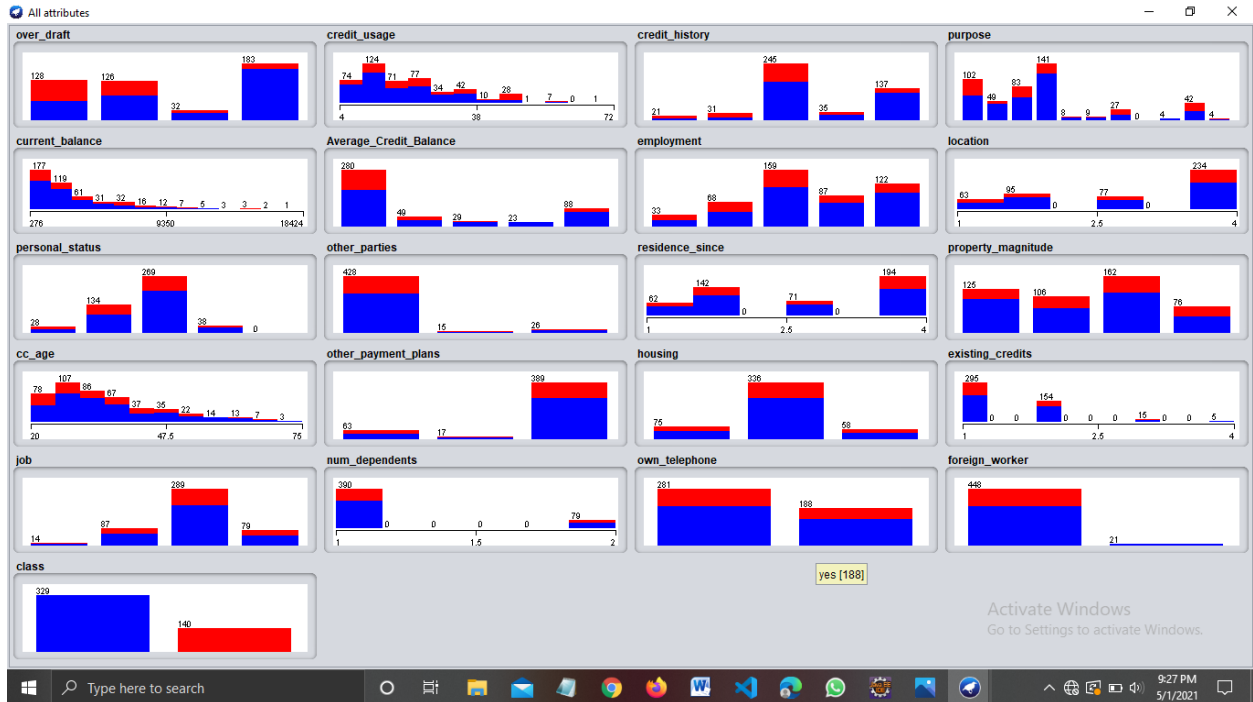 All attributes
over_draft
128 126 32 183
credit_usage
74 124 71 77 34 42 10 28 1 7 0 1
4 38 72
credit_history
21 31 245 35 137
purpose
102 49 83 141 8 9 27 0 4 42 4
current_balance
177 119 61 31 32 16 12 7 5 3 3 2 1
276 9350 18424
Average_Credit_Balance
280 49 29 23 88
employment
33 68 159 87 122
location
63 95 0 77 0 234
1 2.5 4
personal_status
28 134 269 38 0
other_parties
428 15 26
residence_since
62 142 0 71 0 194
1 2.5 4
property_magnitude
125 106 162 76
cc_age
78 107 86 67 37 35 22 14 13 7 3
20 47.5 75
other_payment_plans
63 17 389
housing
75 336 58
existing_credits
295 0 0 154 0 0 0 15 0 0 5
1 2.5 4
job
14 87 289 79
num_dependents
390 0 0 0 0 79
1 1.5 2
own_telephone
281 188
foreign_worker
448 21
class
329 140
yes [188]
Activate Windows
Go to Settings to activate Windows.
Type here to search
9:27 PM
5/1/2021